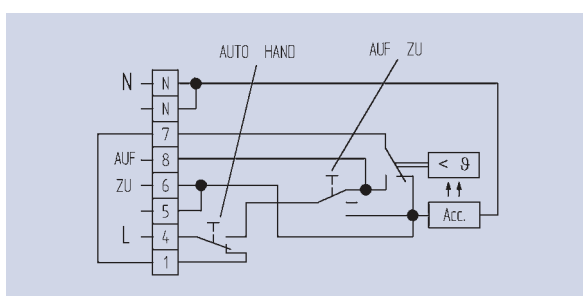 AUTO HAND AUF ZU
N N
N
7
AUF 8 < ϑ
ZU 6
5 Acc.
L 4
1